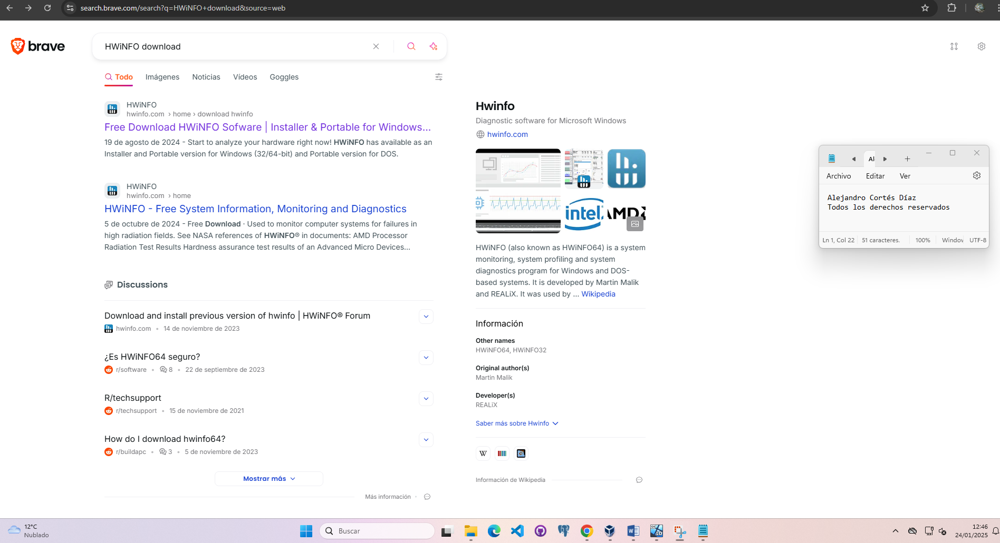 search.brave.com/search?q=HWiNFO+download&source=web
brave
HWiNFO download
Todo Imágenes Noticias Vídeos Goggles
HWiNFO
hwinfo.com › home › download hwinfo
Free Download HWiNFO Sofware | Installer & Portable for Windows...
19 de agosto de 2024 - Start to analyze your hardware right now! HWiNFO has available as an
Installer and Portable version for Windows (32/64-bit) and Portable version for DOS.
HWiNFO
hwinfo.com › home
HWiNFO - Free System Information, Monitoring and Diagnostics
5 de octubre de 2024 - Free Download · Used to monitor computer systems for failures in
high radiation fields. See NASA references of HWiNFO® in documents: AMD Processor
Radiation Test Results Hardness assurance test results of an Advanced Micro Devices...
Discussions
Download and install previous version of hwinfo | HWiNFO® Forum
hwinfo.com • 14 de noviembre de 2023
¿Es HWiNFO64 seguro?
r/software • 8 • 22 de septiembre de 2023
R/techsupport
r/techsupport • 15 de noviembre de 2021
How do I download hwinfo64?
r/buildapc • 3 • 5 de noviembre de 2023
Mostrar más
Más información
Hwinfo
Diagnostic software for Microsoft Windows
hwinfo.com
intel
AMD
HWiNFO (also known as HWiNFO64) is a system
monitoring, system profiling and system
diagnostics program for Windows and DOS-
based systems. It is developed by Martin Malik
and REALiX. It was used by ... Wikipedia
Información
Other names
HWiNFO64, HWiNFO32
Original author(s)
Martin Malik
Developer(s)
REALiX
Saber más sobre Hwinfo
W
Información de Wikipedia
Al
Archivo Editar Ver
Alejandro Cortés Díaz
Todos los derechos reservados
Ln 1, Col 22 51 caracteres. 100% Window UTF-8
12°C
Nublado
Buscar
64
10
12:46
24/01/2025